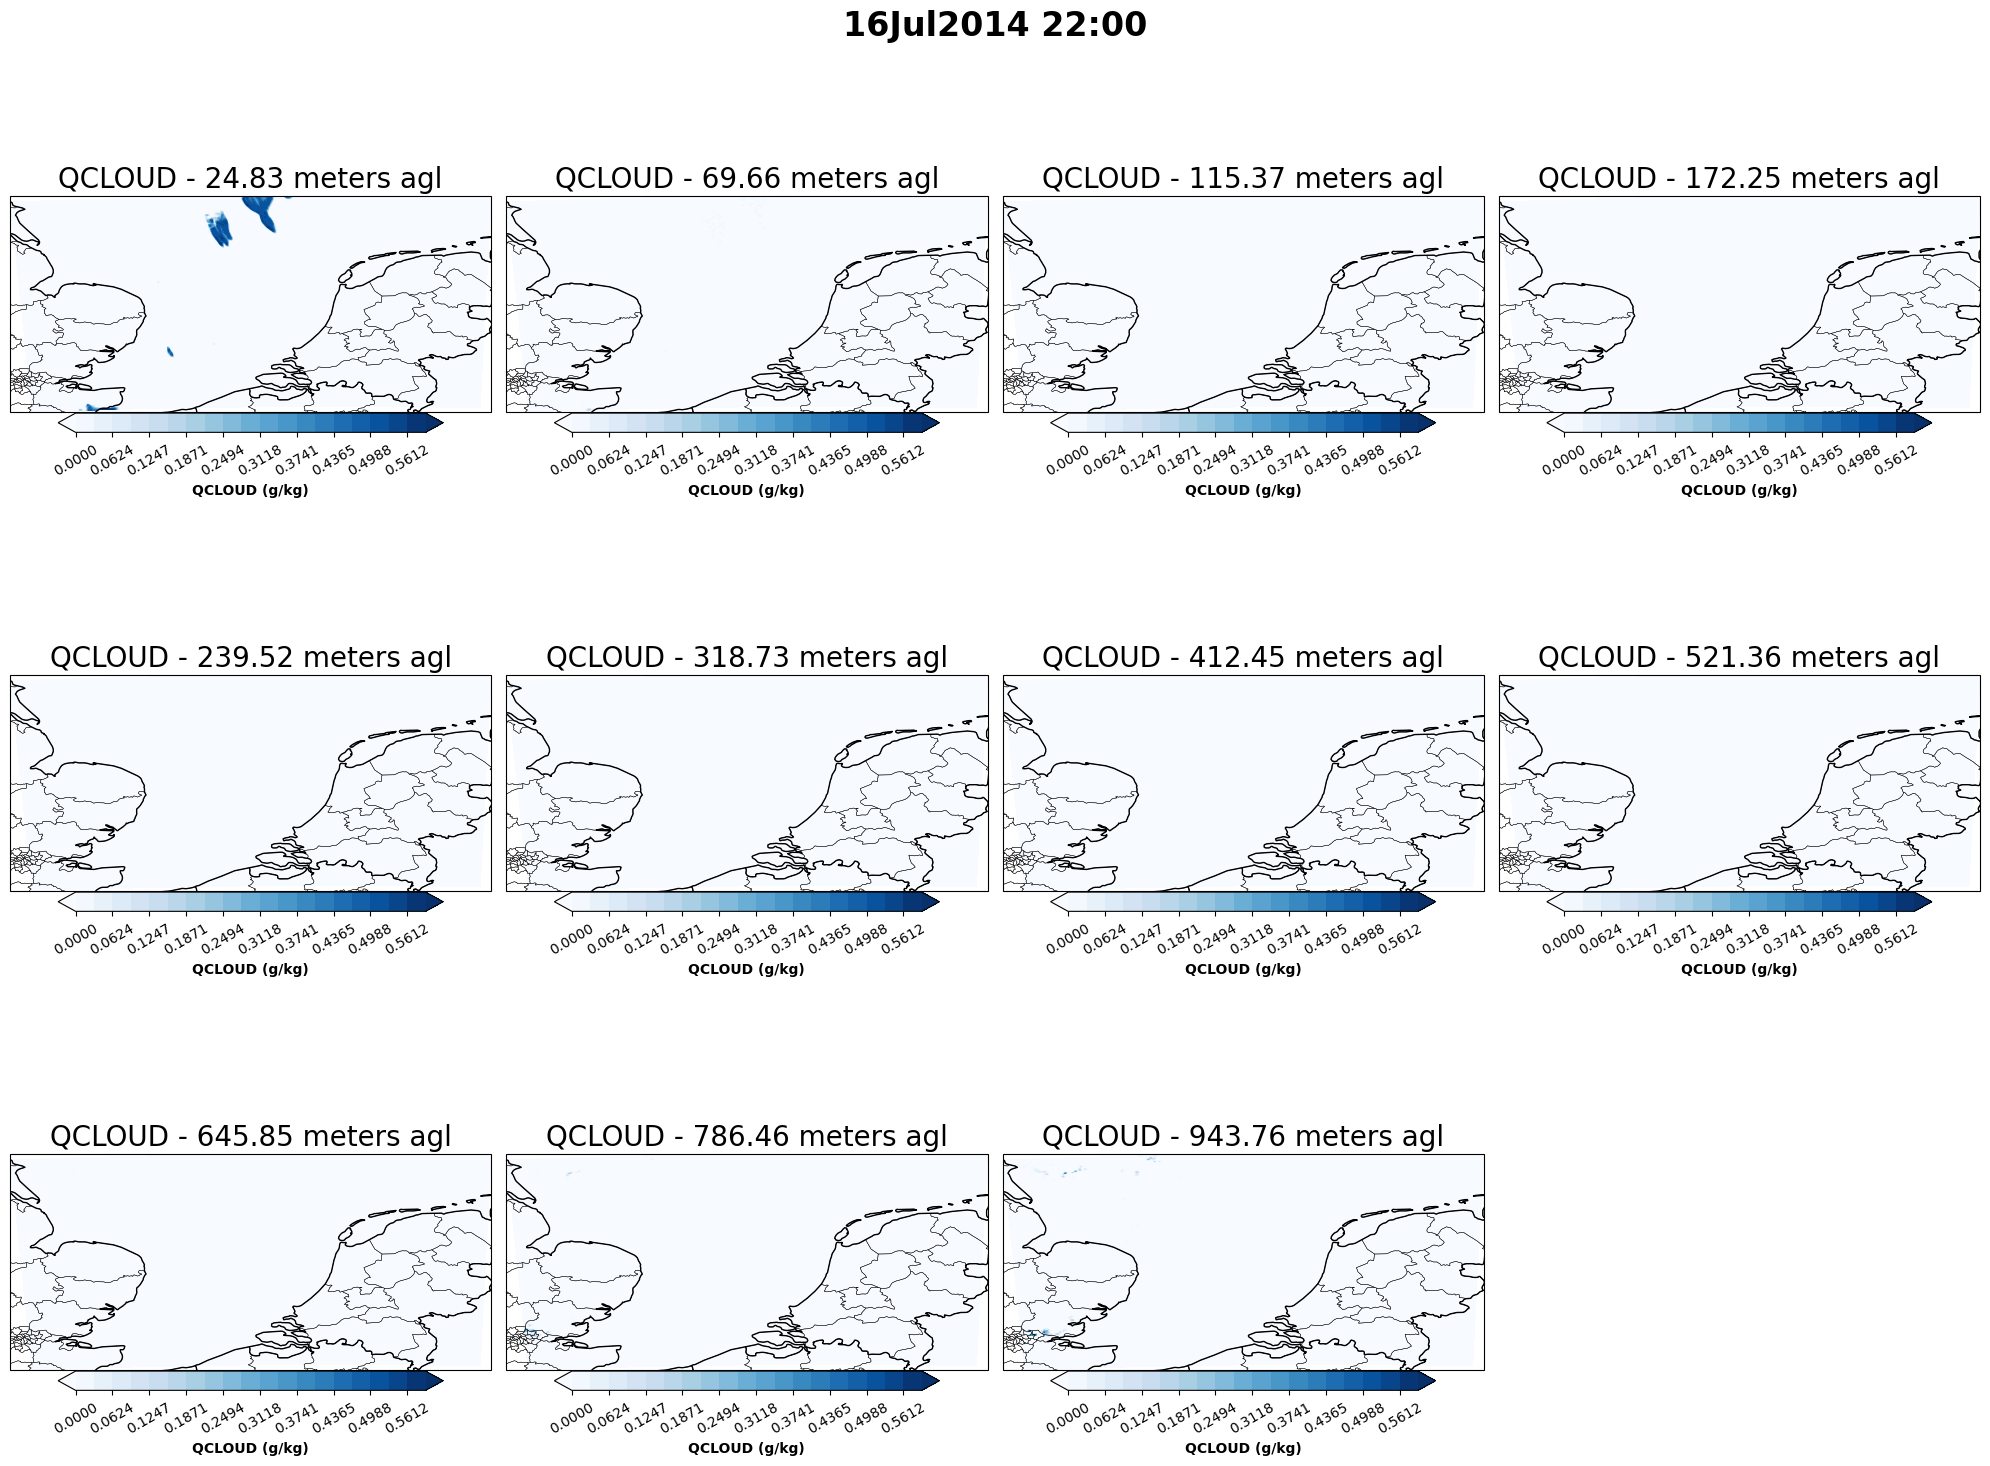 16Jul2014 22:00
QCLOUD - 24.83 meters agl
QCLOUD - 69.66 meters agl
QCLOUD - 115.37 meters agl
QCLOUD - 172.25 meters agl
0.0000 0.0624 0.1247 0.1871 0.2494 0.3118 0.3741 0.4365 0.4988 0.5612
0.0000 0.0624 0.1247 0.1871 0.2494 0.3118 0.3741 0.4365 0.4988 0.5612
0.0000 0.0624 0.1247 0.1871 0.2494 0.3118 0.3741 0.4365 0.4988 0.5612
0.0000 0.0624 0.1247 0.1871 0.2494 0.3118 0.3741 0.4365 0.4988 0.5612
QCLOUD (g/kg)
QCLOUD (g/kg)
QCLOUD (g/kg)
QCLOUD (g/kg)
QCLOUD - 239.52 meters agl
QCLOUD - 318.73 meters agl
QCLOUD - 412.45 meters agl
QCLOUD - 521.36 meters agl
0.0000 0.0624 0.1247 0.1871 0.2494 0.3118 0.3741 0.4365 0.4988 0.5612
0.0000 0.0624 0.1247 0.1871 0.2494 0.3118 0.3741 0.4365 0.4988 0.5612
0.0000 0.0624 0.1247 0.1871 0.2494 0.3118 0.3741 0.4365 0.4988 0.5612
0.0000 0.0624 0.1247 0.1871 0.2494 0.3118 0.3741 0.4365 0.4988 0.5612
QCLOUD (g/kg)
QCLOUD (g/kg)
QCLOUD (g/kg)
QCLOUD (g/kg)
QCLOUD - 645.85 meters agl
QCLOUD - 786.46 meters agl
QCLOUD - 943.76 meters agl
0.0000 0.0624 0.1247 0.1871 0.2494 0.3118 0.3741 0.4365 0.4988 0.5612
0.0000 0.0624 0.1247 0.1871 0.2494 0.3118 0.3741 0.4365 0.4988 0.5612
0.0000 0.0624 0.1247 0.1871 0.2494 0.3118 0.3741 0.4365 0.4988 0.5612
QCLOUD (g/kg)
QCLOUD (g/kg)
QCLOUD (g/kg)